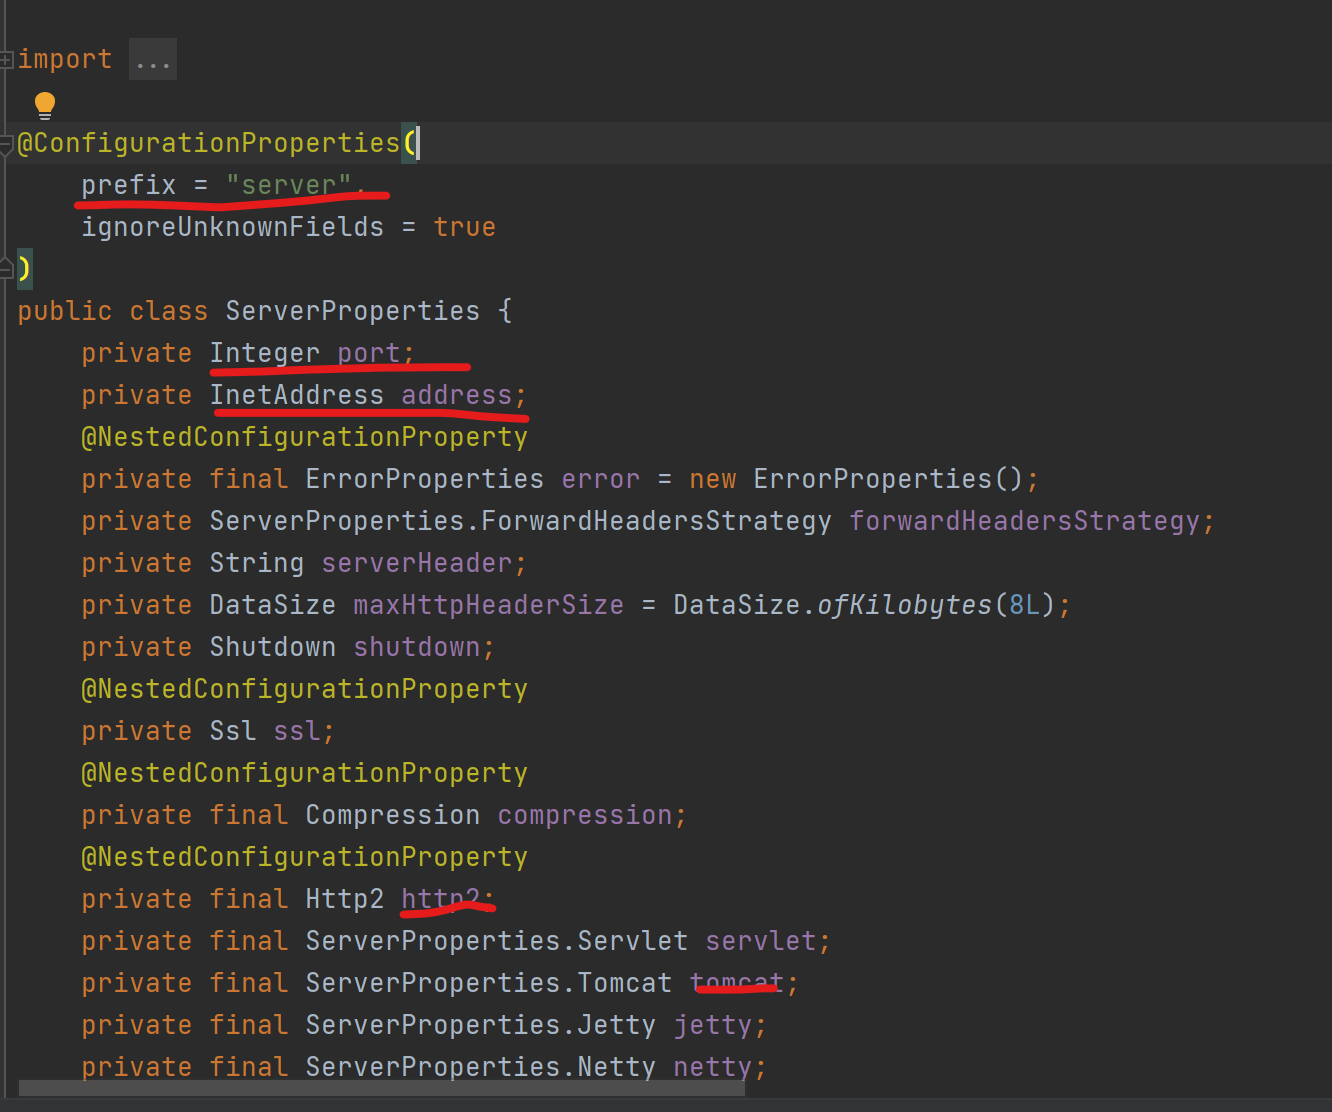 import ...
@ConfigurationProperties(
    prefix = "server",
    ignoreUnknownFields = true
)
public class ServerProperties {
    private Integer port;
    private InetAddress address;
    @NestedConfigurationProperty
    private final ErrorProperties error = new ErrorProperties();
    private ServerProperties.ForwardHeadersStrategy forwardHeadersStrategy;
    private String serverHeader;
    private DataSize maxHttpHeaderSize = DataSize.ofKilobytes(8L);
    private Shutdown shutdown;
    @NestedConfigurationProperty
    private Ssl ssl;
    @NestedConfigurationProperty
    private final Compression compression;
    @NestedConfigurationProperty
    private final Http2 http2;
    private final ServerProperties.Servlet servlet;
    private final ServerProperties.Tomcat tomcat;
    private final ServerProperties.Jetty jetty;
    private final ServerProperties.Netty netty;